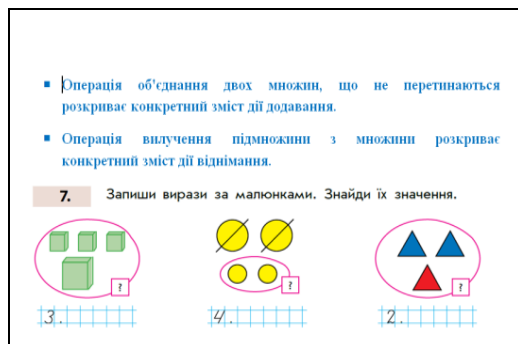 Операція об'єднання двох множин, що не перетинаються
розкриває конкретний зміст дії додавання.
Операція вилучення підмножини з множини розкриває
конкретний зміст дії віднімання.
7. Запиши вирази за малюнками. Знайди їх значення.
? ? ?
3. 4. 2.